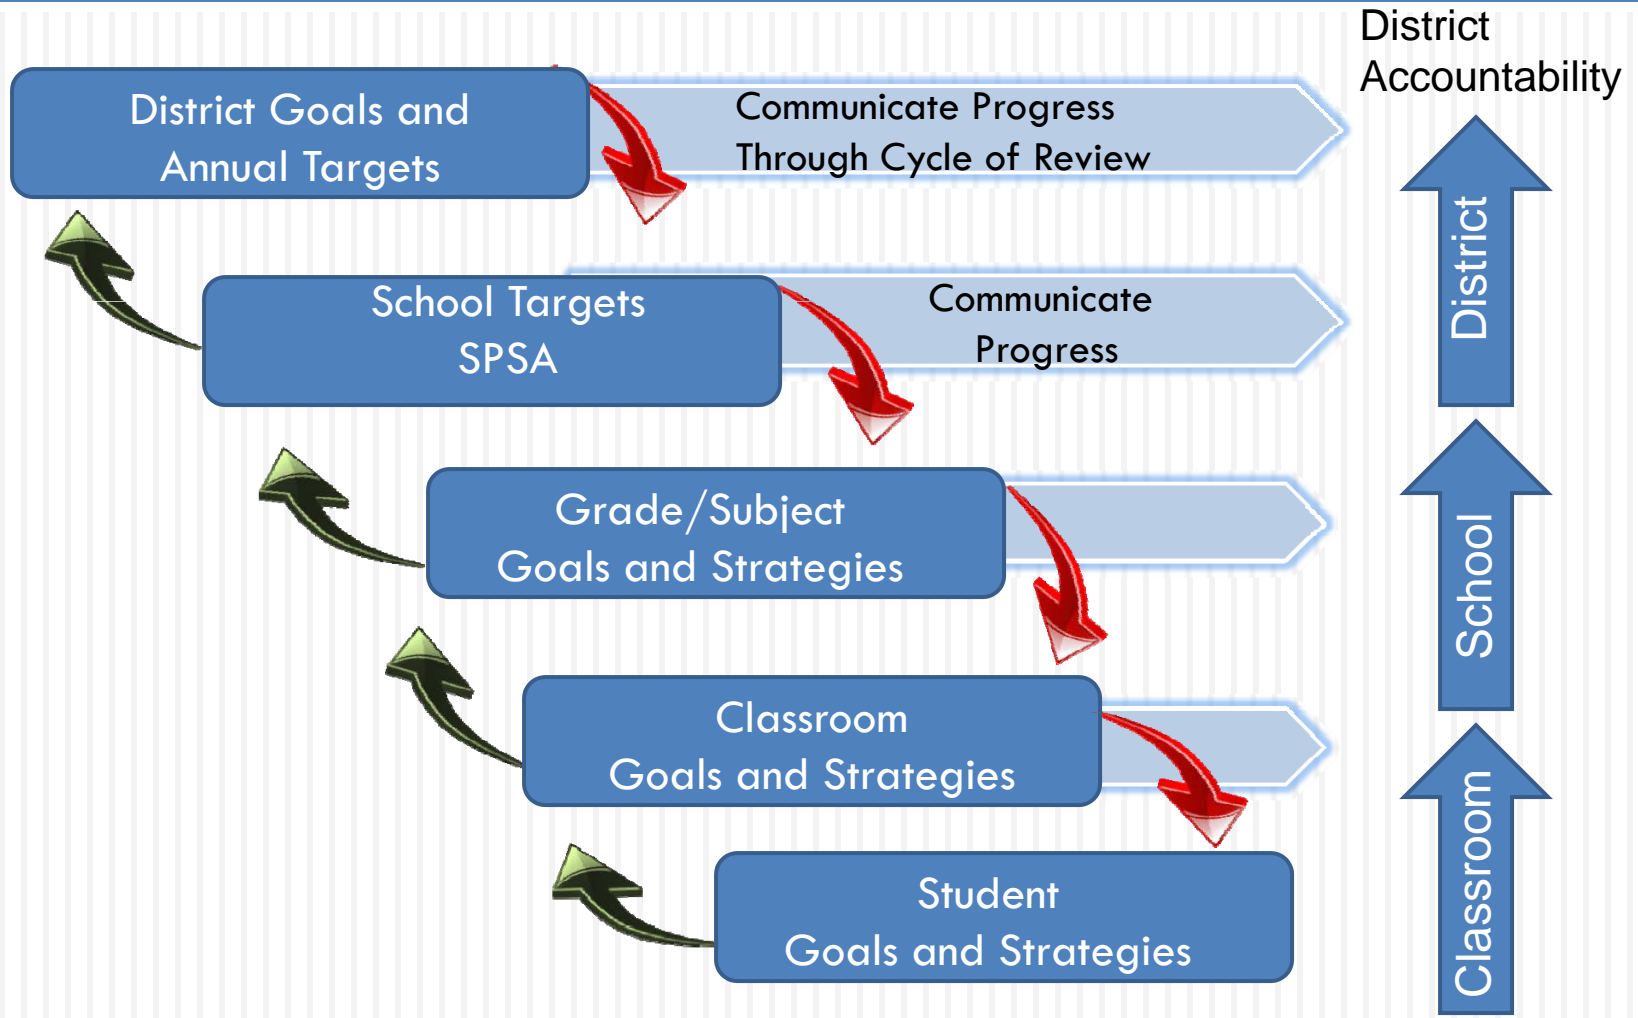 District
Accountability
District Goals and
Annual Targets
Communicate Progress
Through Cycle of Review
School Targets
SPSA
Communicate
Progress
Grade/Subject
Goals and Strategies
Classroom
Goals and Strategies
Student
Goals and Strategies
District
School
Classroom